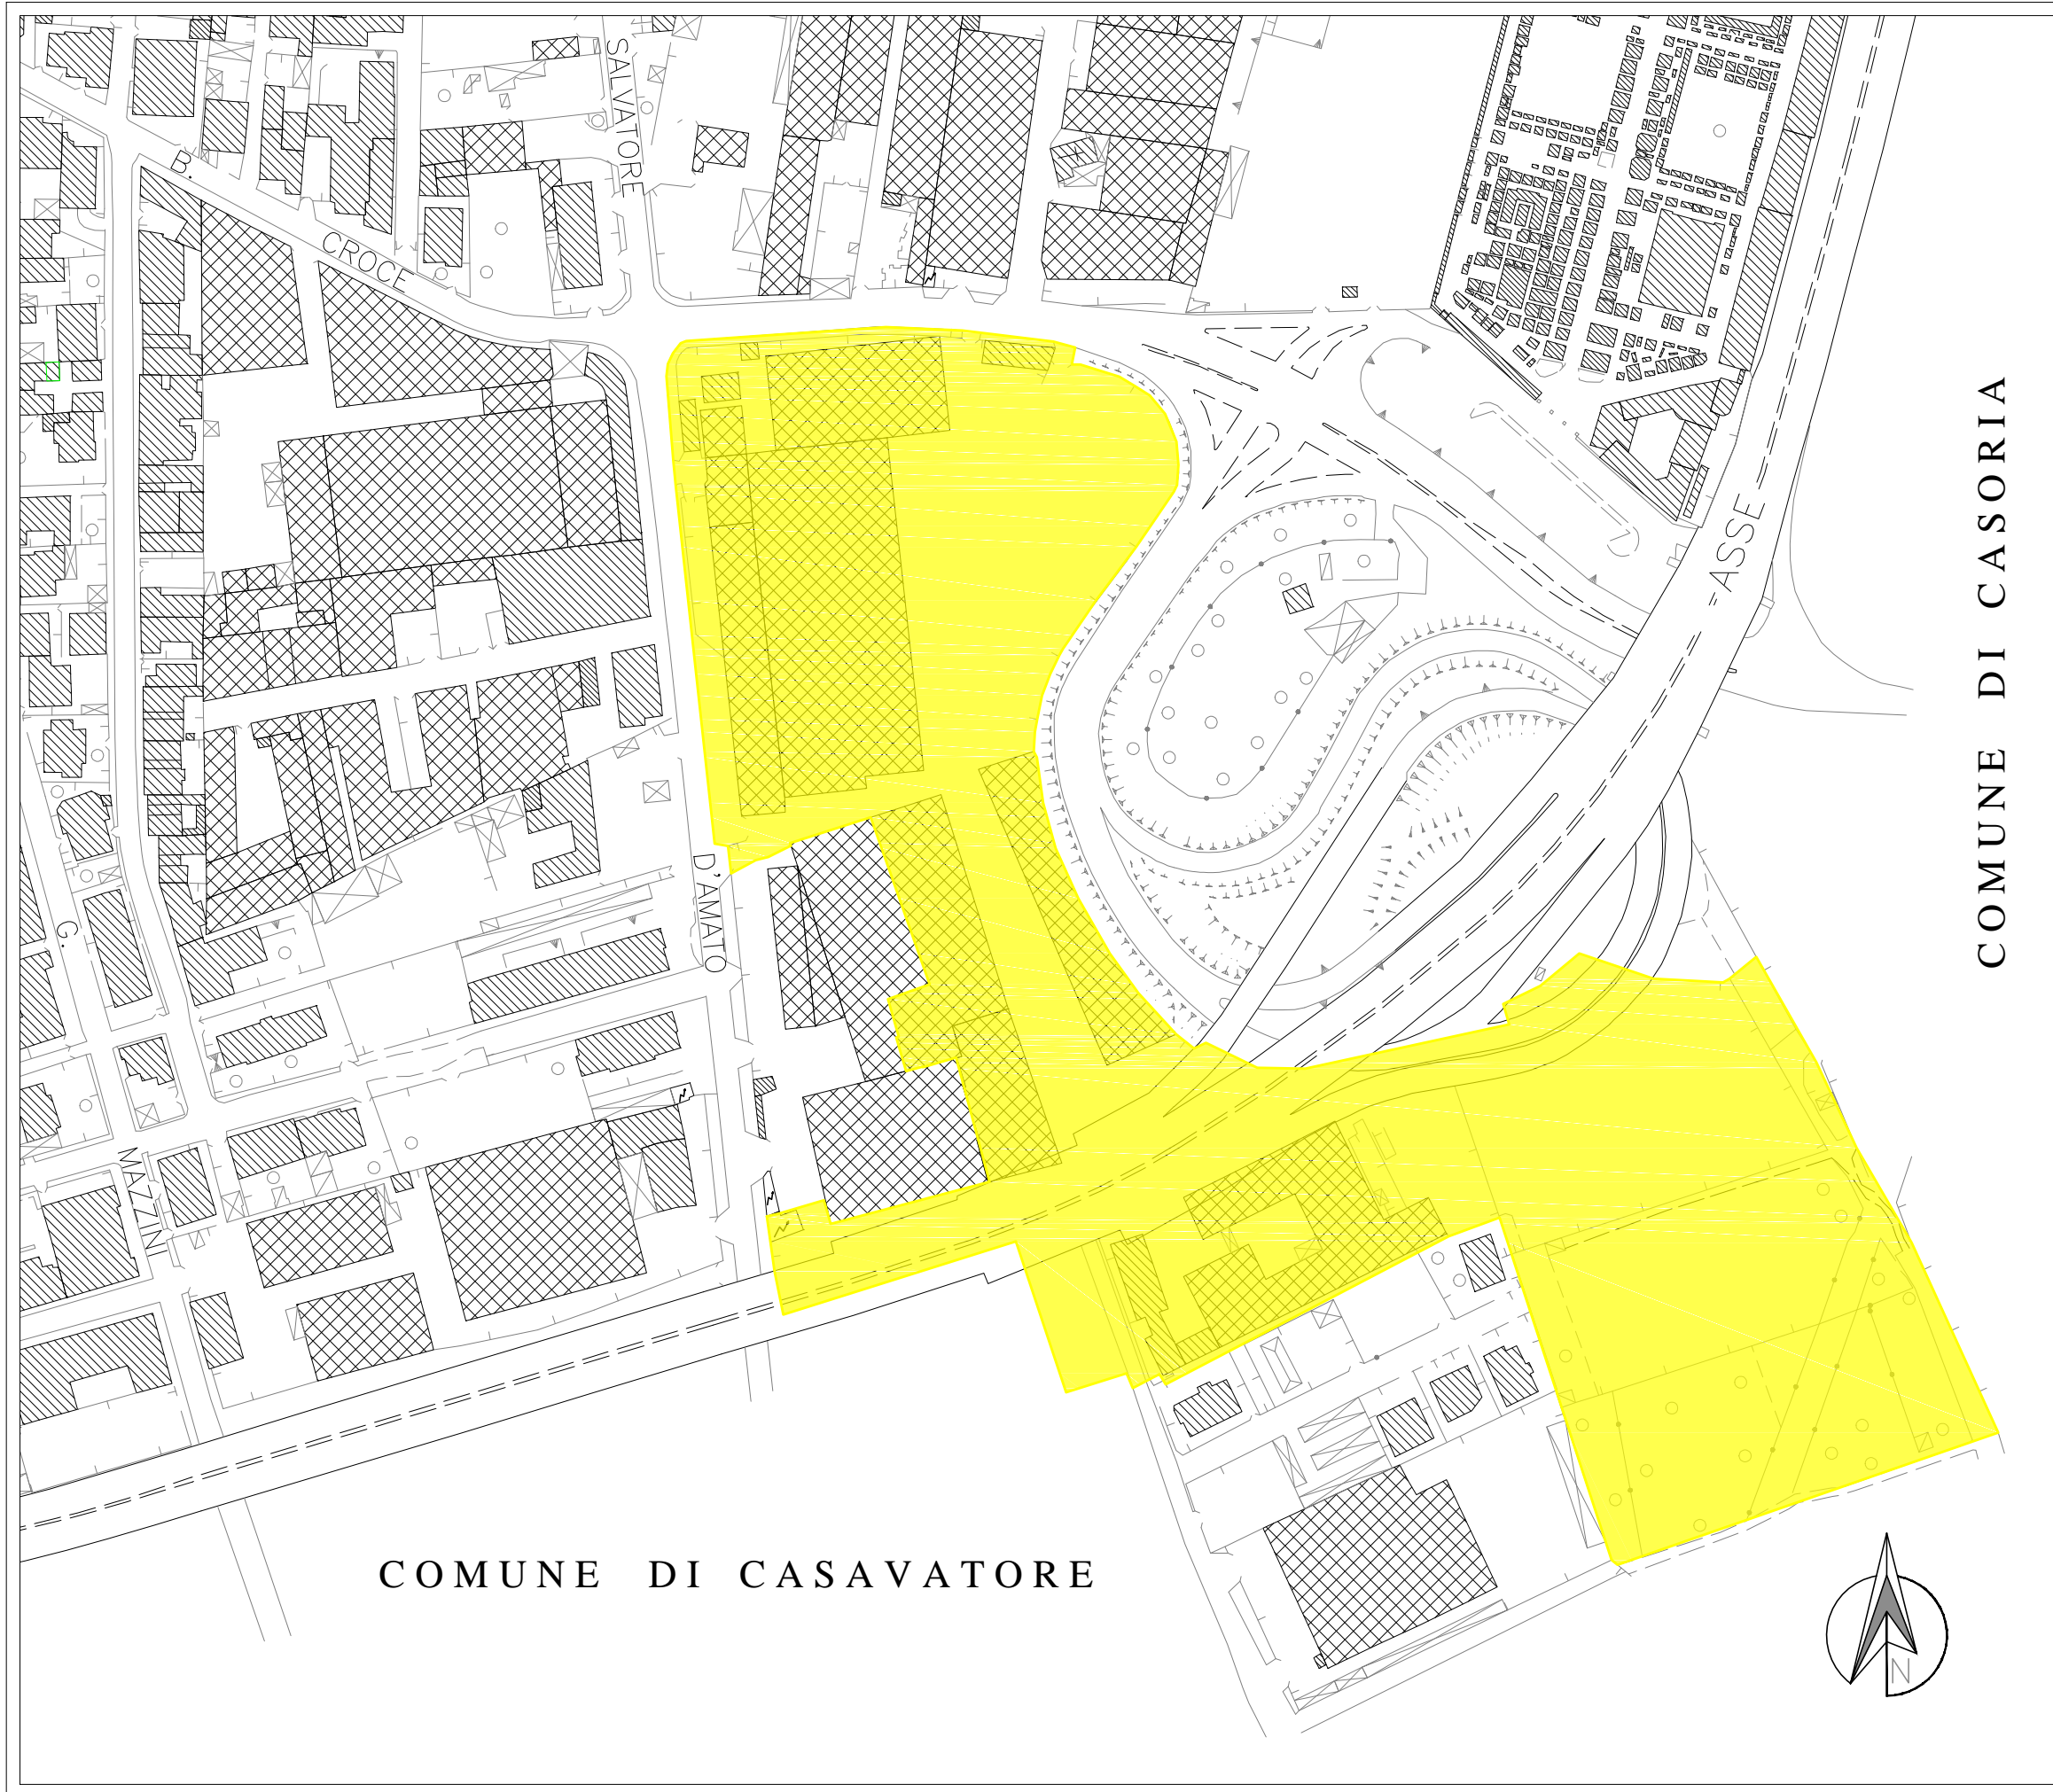 SALVATORE
B. CROCE
ASSE
COMUNE DI CASORIA
D'AMATO
G. MAZZINI
COMUNE DI CASAVATORE
N